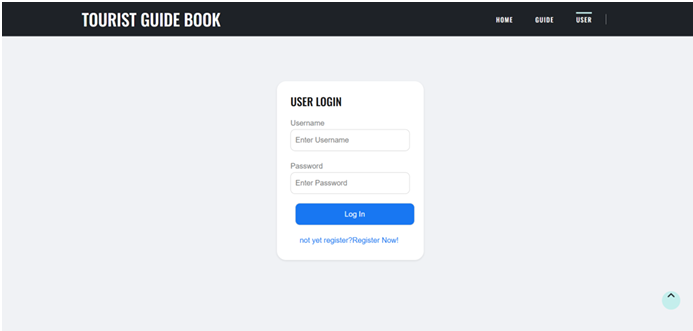 TOURIST GUIDE BOOK
HOME GUIDE USER
USER LOGIN
Username
Enter Username
Password
Enter Password
Log In
not yet register?Register Now!